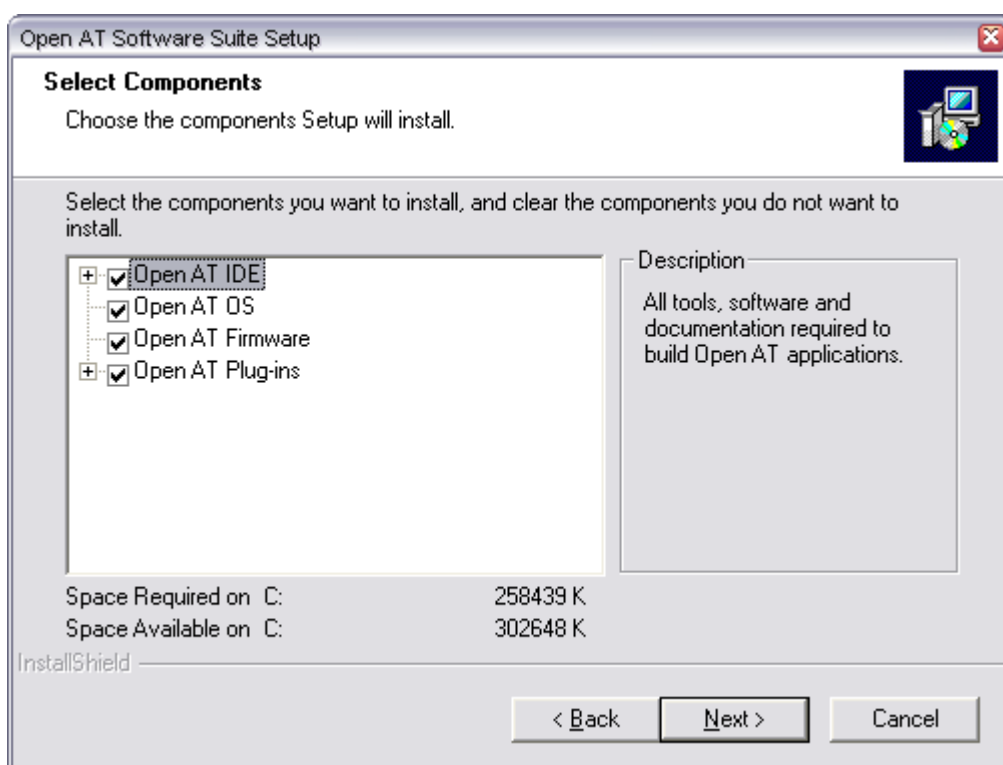 Open AT Software Suite Setup
Select Components
Choose the components Setup will install.
Select the components you want to install, and clear the components you do not want to
install.
Open AT IDE
Open AT OS
Open AT Firmware
Open AT Plug-ins
Description
All tools, software and
documentation required to
build Open AT applications.
Space Required on C: 258439 K
Space Available on C: 302648 K
InstallShield
< Back Next > Cancel